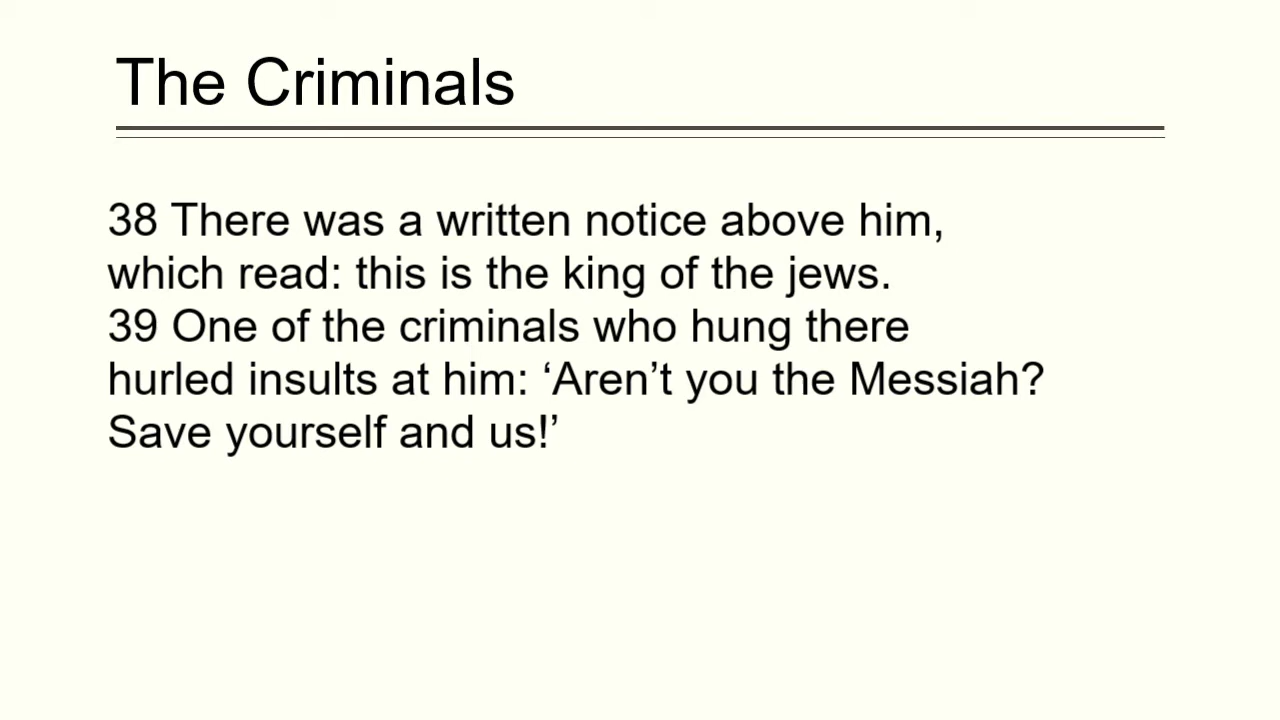 The Criminals
38 There was a written notice above him,
which read: this is the king of the jews.
39 One of the criminals who hung there
hurled insults at him: ‘Aren’t you the Messiah?
Save yourself and us!’